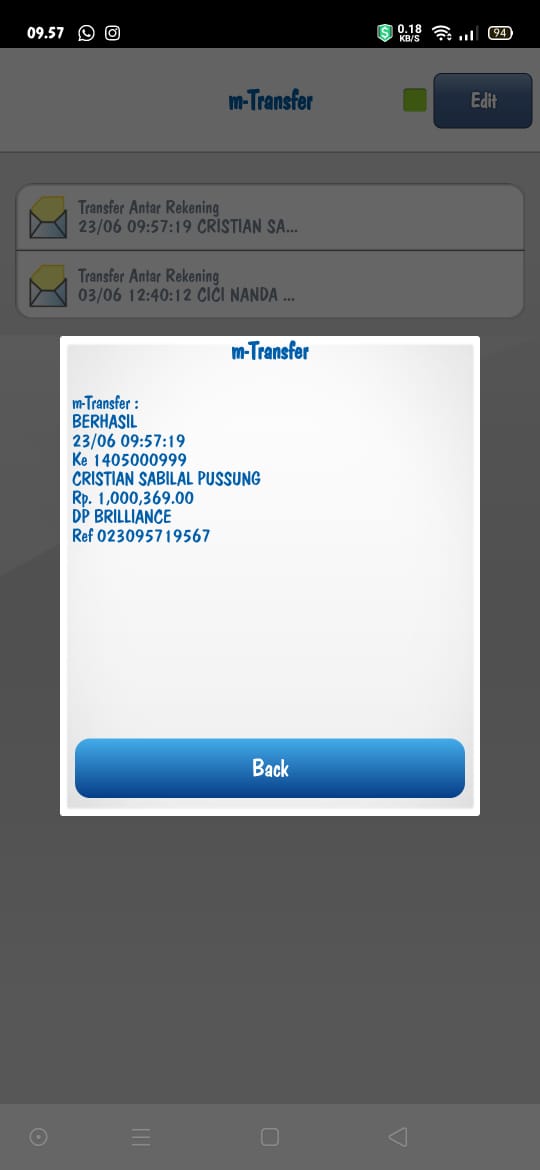 09.57
0.18
KB/S
94
m-Transfer
Edit
Transfer Antar Rekening
23/06 09:57:19 CRISTIAN SA...
Transfer Antar Rekening
03/06 12:40:12 CICI NANDA ...
m-Transfer
m-Transfer :
BERHASIL
23/06 09:57:19
Ke 1405000999
CRISTIAN SABILAL PUSSUNG
Rp. 1,000,369.00
DP BRILLIANCE
Ref 023095719567
Back